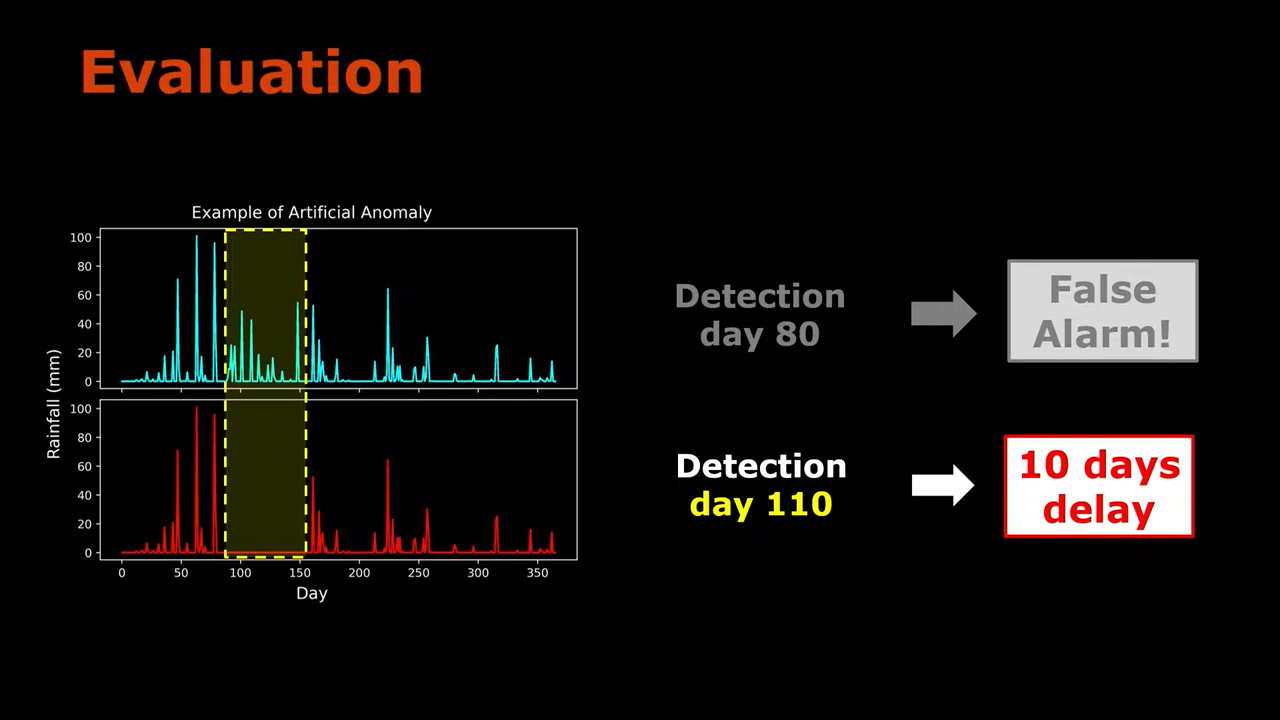 Evaluation
Example of Artificial Anomaly
100
80
60
40
20
0
Rainfall (mm)
100
80
60
40
20
0
0 50 100 150 200 250 300 350
Day
Detection
day 80
False
Alarm!
Detection
day 110
10 days
delay